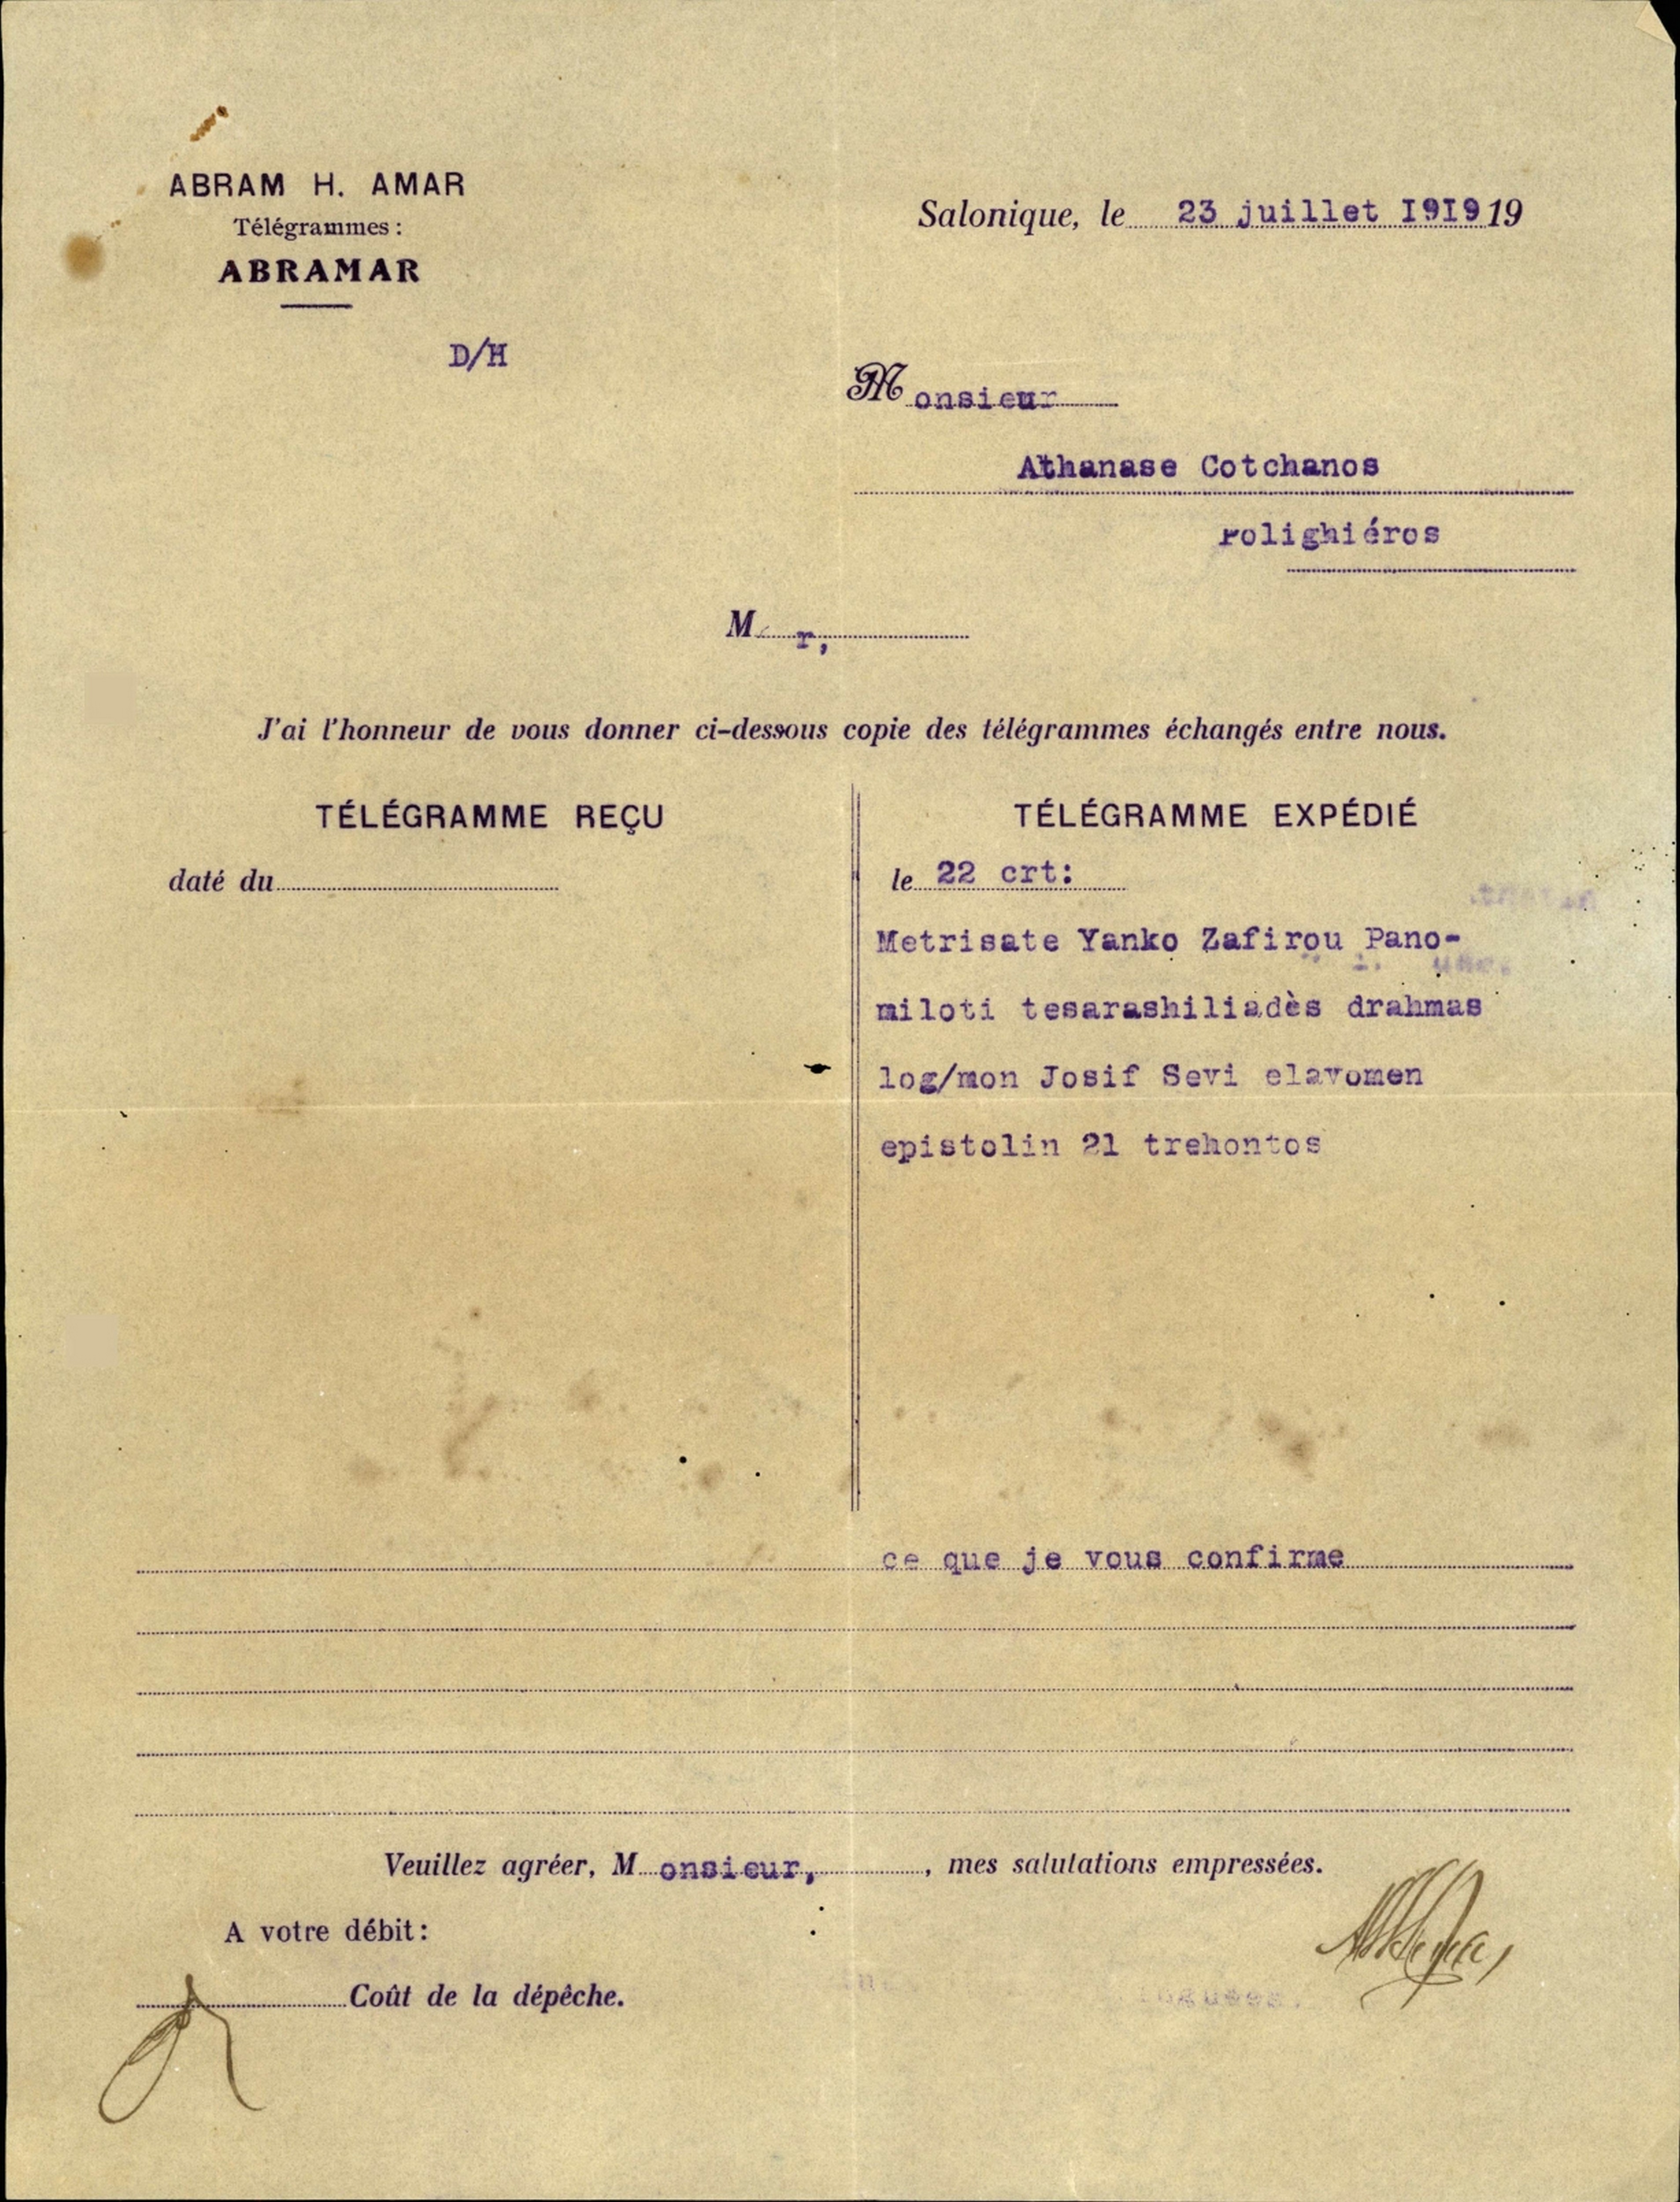 ABRAM H. AMAR
Télégrammes :
ABRAMAR
D/H
Salonique, le 23 juillet I9I9 19
Monsieur
Athanase Cotchanos
Polighiéros
M r,
J'ai l'honneur de vous donner ci-dessous copie des télégrammes échangés entre nous.
TÉLÉGRAMME REÇU
daté du
TÉLÉGRAMME EXPÉDIÉ
le 22 crt:
Metrisate Yanko Zafirou Pano-
miloti tesarashiliadès drahmas
log/mon Josif Sevi elavomen
epistolin 21 trehontos
ce que je vous confirme
Veuillez agréer, Monsieur, , mes salutations empressées.
A votre débit :
Coût de la dépêche.